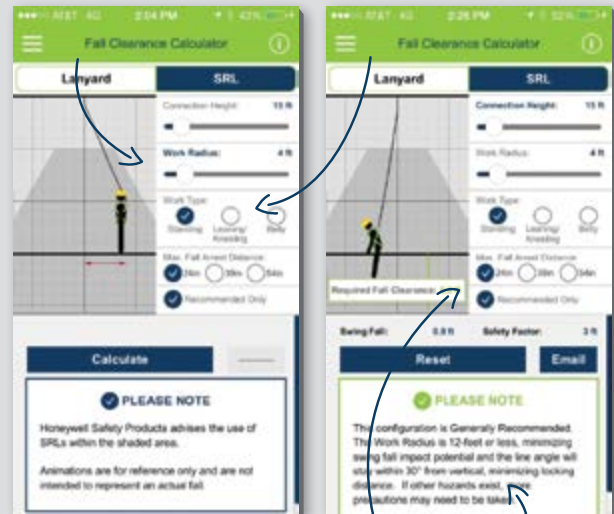 AT&T 4G 2:04 PM 42%
Fall Clearance Calculator
Lanyard SRL
Connection Height: 15 ft
Work Radius: 4 ft
Work Type:
Standing Leaning/ Belly
Kneeling
Max. Fall Arrest Distance:
24in 39in 54in
Recommended Only
Calculate
PLEASE NOTE
Honeywell Safety Products advises the use of
SRLs within the shaded area.
Animations are for reference only and are not
intended to represent an actual fall.
AT&T 4G 2:26 PM 32%
Fall Clearance Calculator
Lanyard SRL
Connection Height: 15 ft
Work Radius: 4 ft
Work Type:
Standing Leaning/ Belly
Kneeling
Max. Fall Arrest Distance:
24in 39in 54in
Required Fall Clearance:
Recommended Only
Swing Fall: 0.8 ft Safety Factor: 3 ft
Reset Email
PLEASE NOTE
This configuration is Generally Recommended.
The Work Radius is 12-feet or less, minimizing
swing fall impact potential and the line angle will
stay within 30° from vertical, minimizing locking
distance. If other hazards exist, more
precautions may need to be taken.